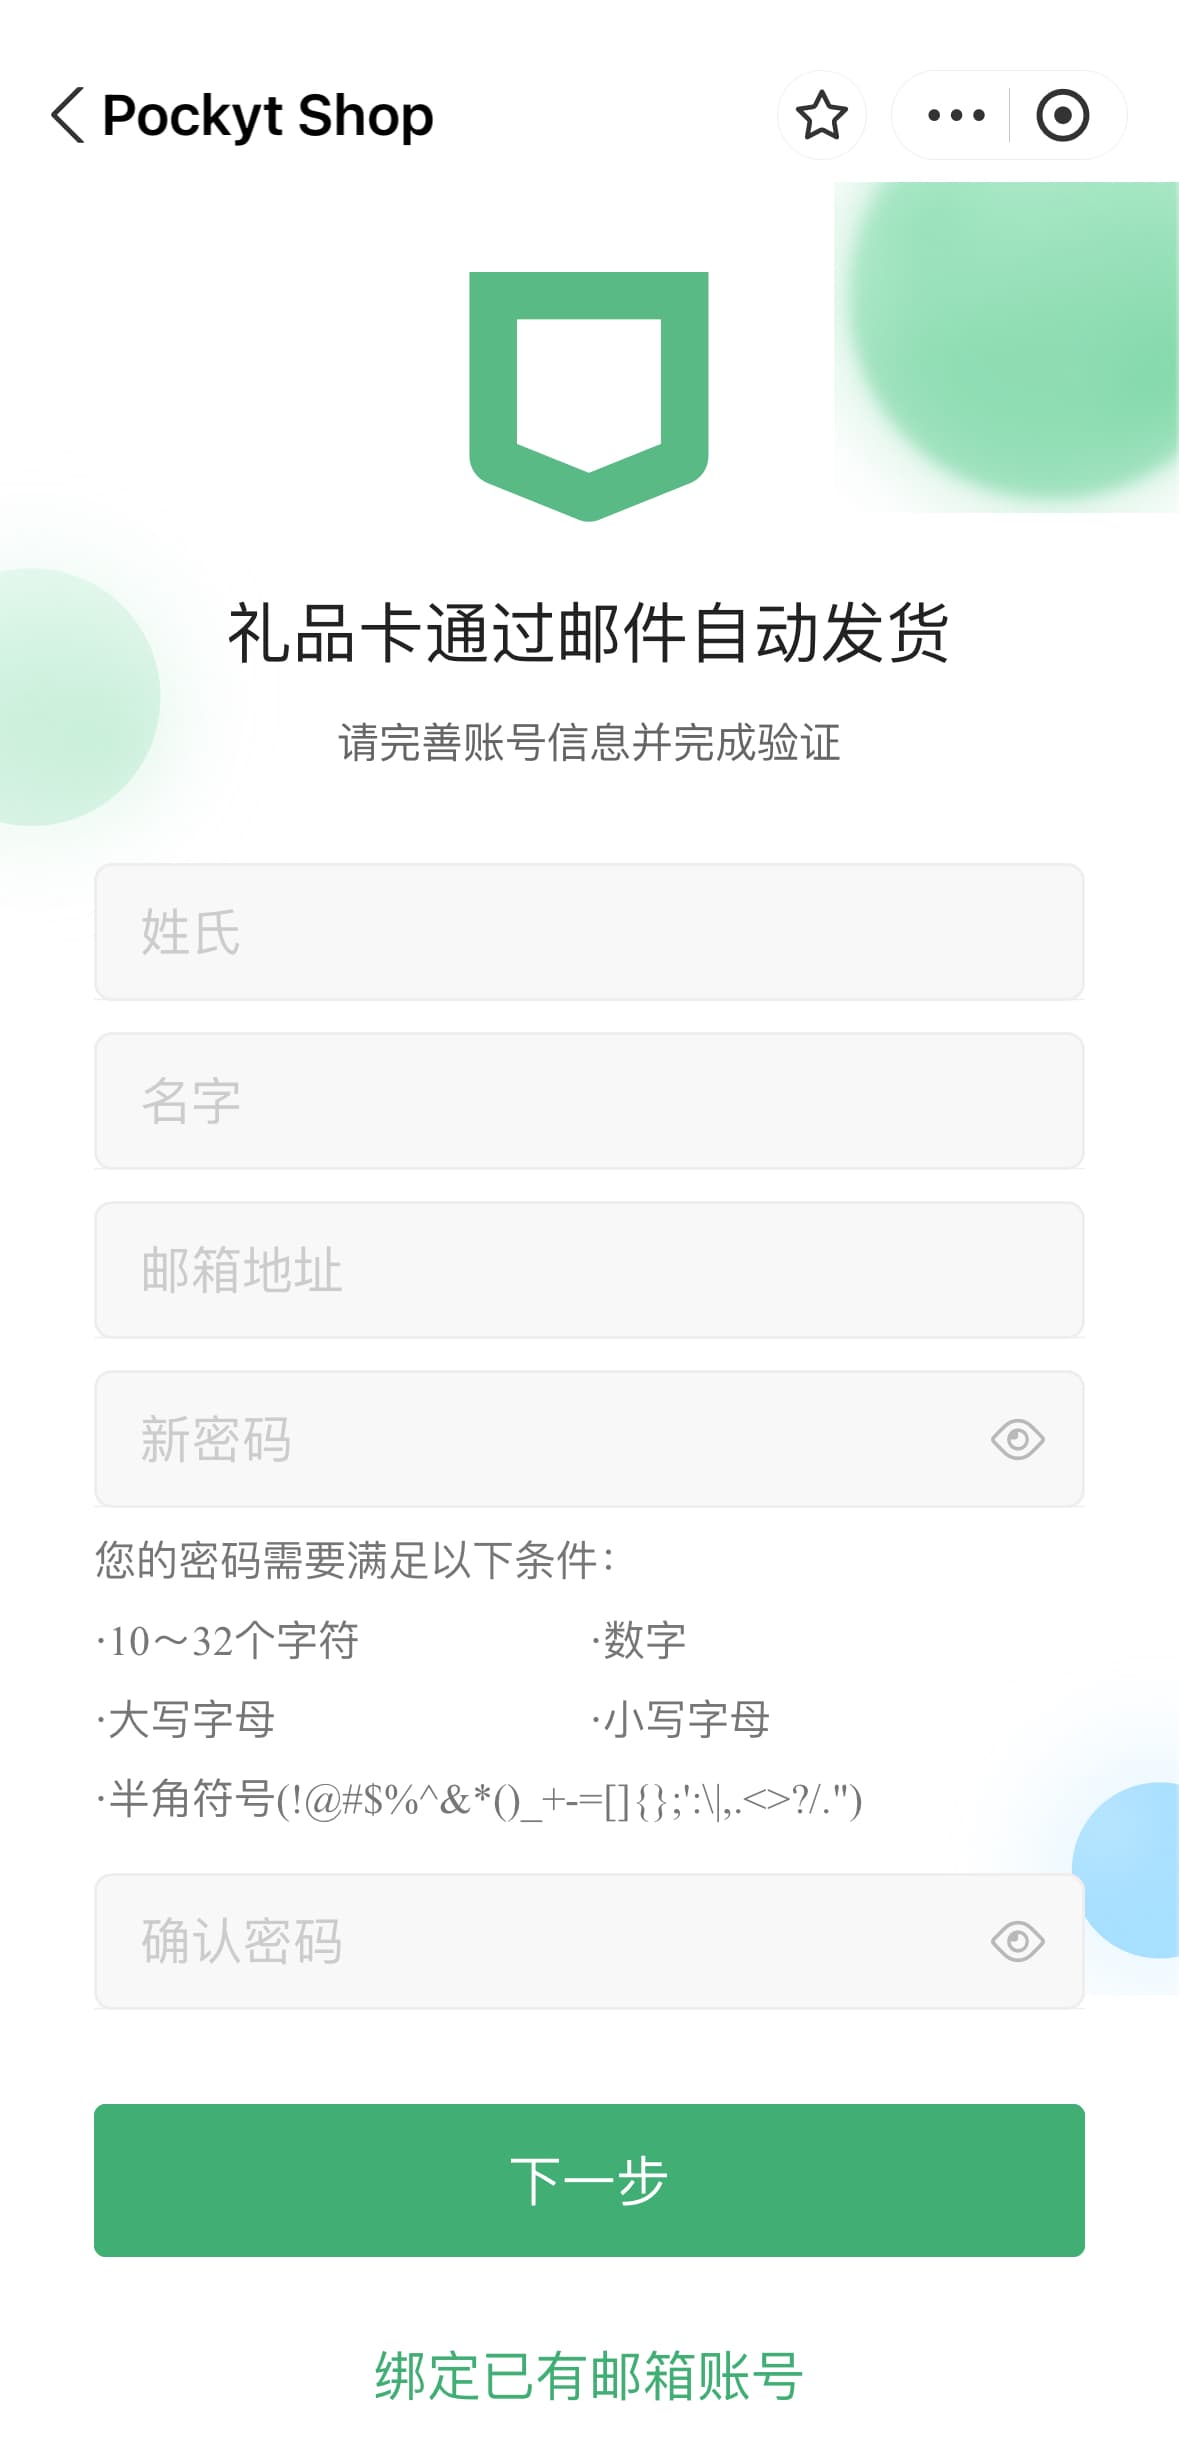 Pockyt Shop
礼品卡通过邮件自动发货
请完善账号信息并完成验证
姓氏
名字
邮箱地址
新密码
您的密码需要满足以下条件：
·10～32个字符
·数字
·大写字母
·小写字母
·半角符号(!@#$%^&*()_+-=[]{};':\|,.<>?/.")
确认密码
下一步
绑定已有邮箱账号